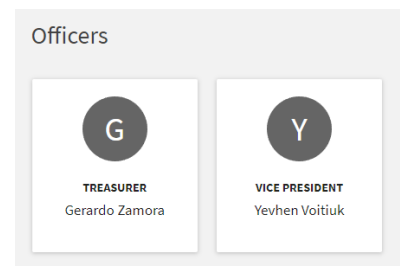 Officers
G
TREASURER
Gerardo Zamora
Y
VICE PRESIDENT
Yevhen Voitiuk